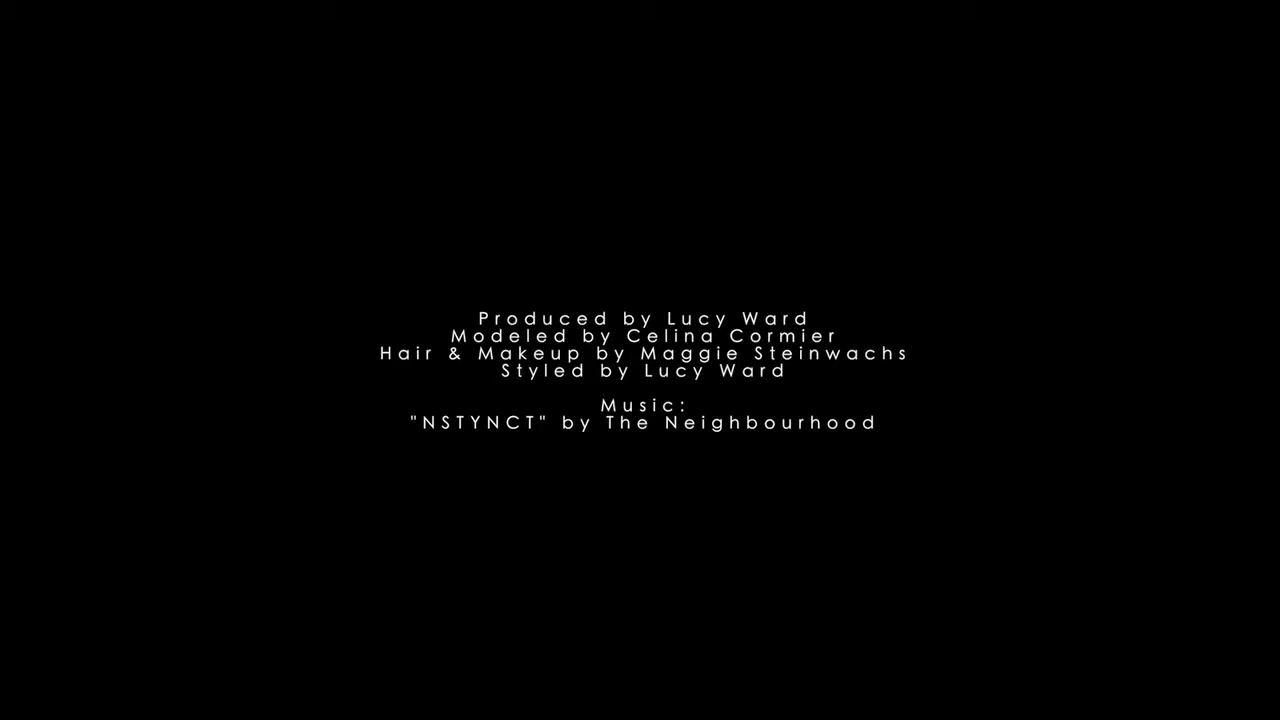 Produced by Lucy Ward
Modeled by Celina Cormier
Hair & Makeup by Maggie Steinwachs
Styled by Lucy Ward
Music:
"NSTYNCT" by The Neighbourhood